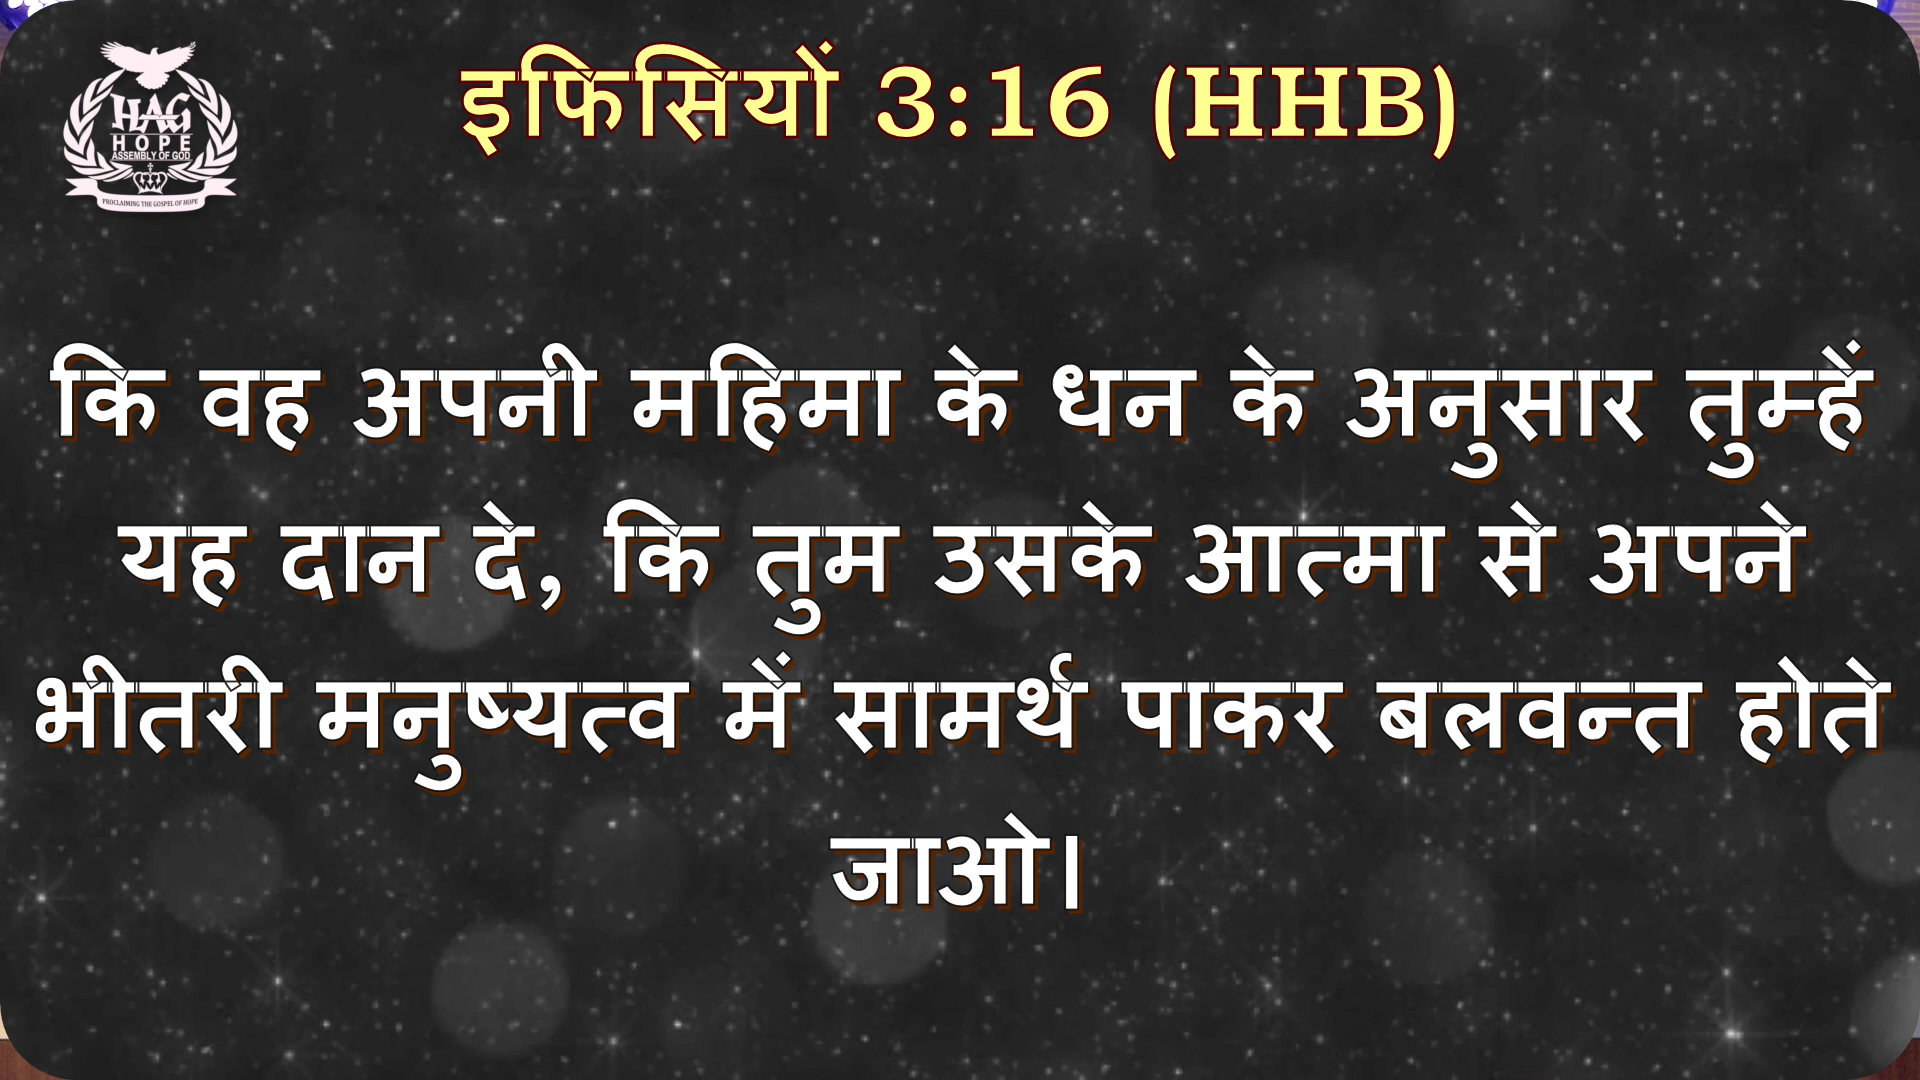 इफिसियों 3:16 (HHB)
HAG
HOPE
ASSEMBLY OF GOD
PROCLAIMING THE GOSPEL OF HOPE
कि वह अपनी महिमा के धन के अनुसार तुम्हें
यह दान दे, कि तुम उसके आत्मा से अपने
भीतरी मनुष्यत्व में सामर्थ पाकर बलवन्त होते
जाओ।